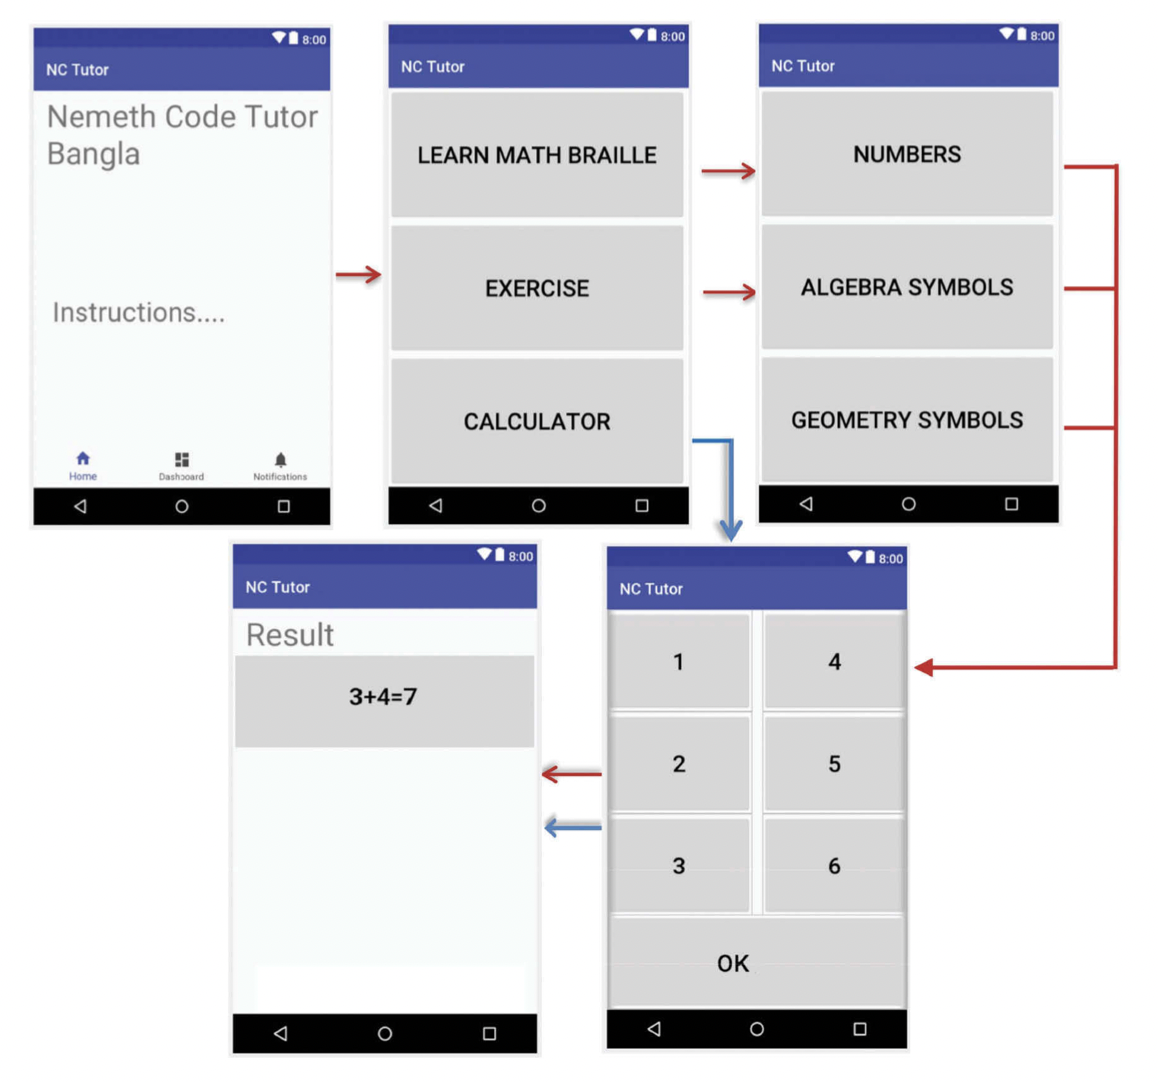 8:00
NC Tutor
Nemeth Code Tutor
Bangla
Instructions....
Home
Dashboard
Notifications
8:00
NC Tutor
LEARN MATH BRAILLE
EXERCISE
CALCULATOR
8:00
NC Tutor
NUMBERS
ALGEBRA SYMBOLS
GEOMETRY SYMBOLS
8:00
NC Tutor
Result
3+4=7
8:00
NC Tutor
1 4
2 5
3 6
OK